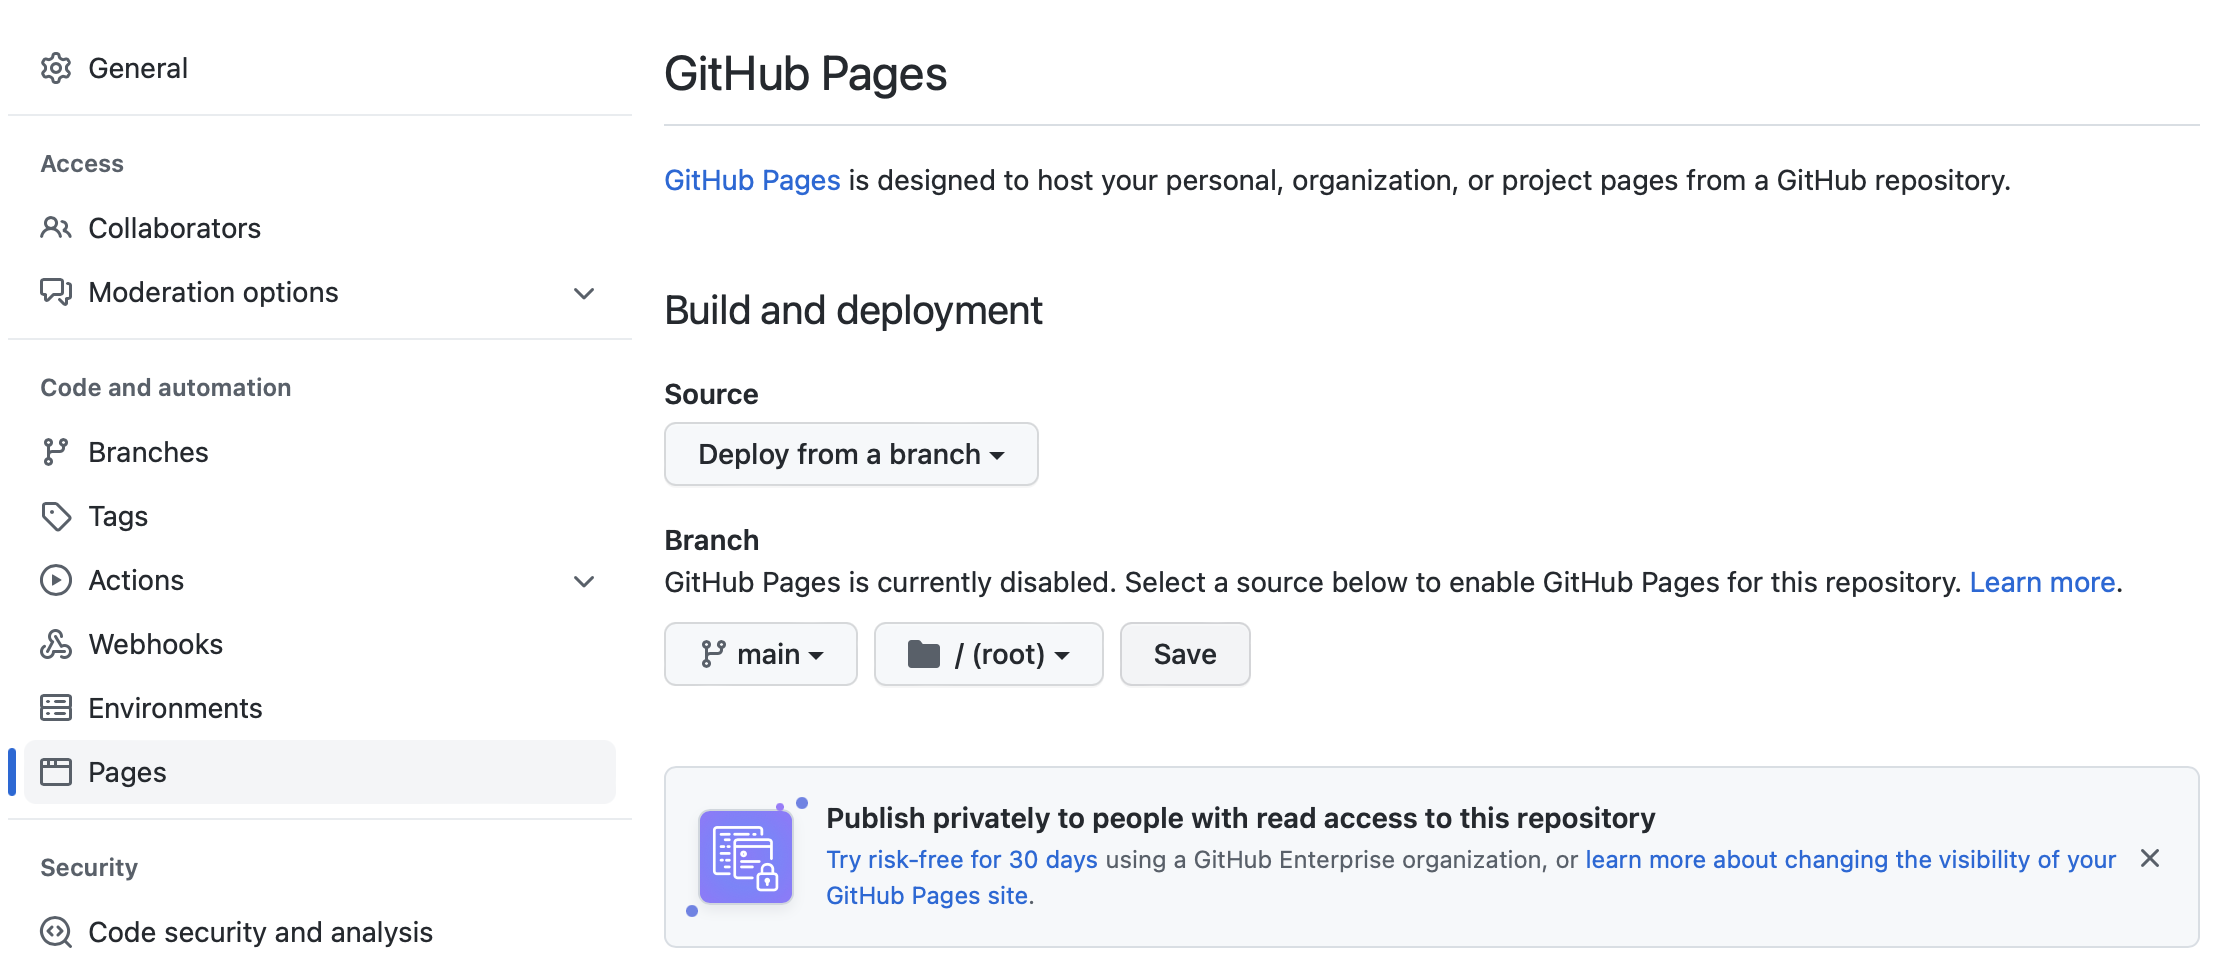 General
Access
Collaborators
Moderation options
Code and automation
Branches
Tags
Actions
Webhooks
Environments
Pages
Security
Code security and analysis
GitHub Pages
GitHub Pages is designed to host your personal, organization, or project pages from a GitHub repository.
Build and deployment
Source
Deploy from a branch
Branch
GitHub Pages is currently disabled. Select a source below to enable GitHub Pages for this repository. Learn more.
main / (root) Save
Publish privately to people with read access to this repository
Try risk-free for 30 days using a GitHub Enterprise organization, or learn more about changing the visibility of your
GitHub Pages site.